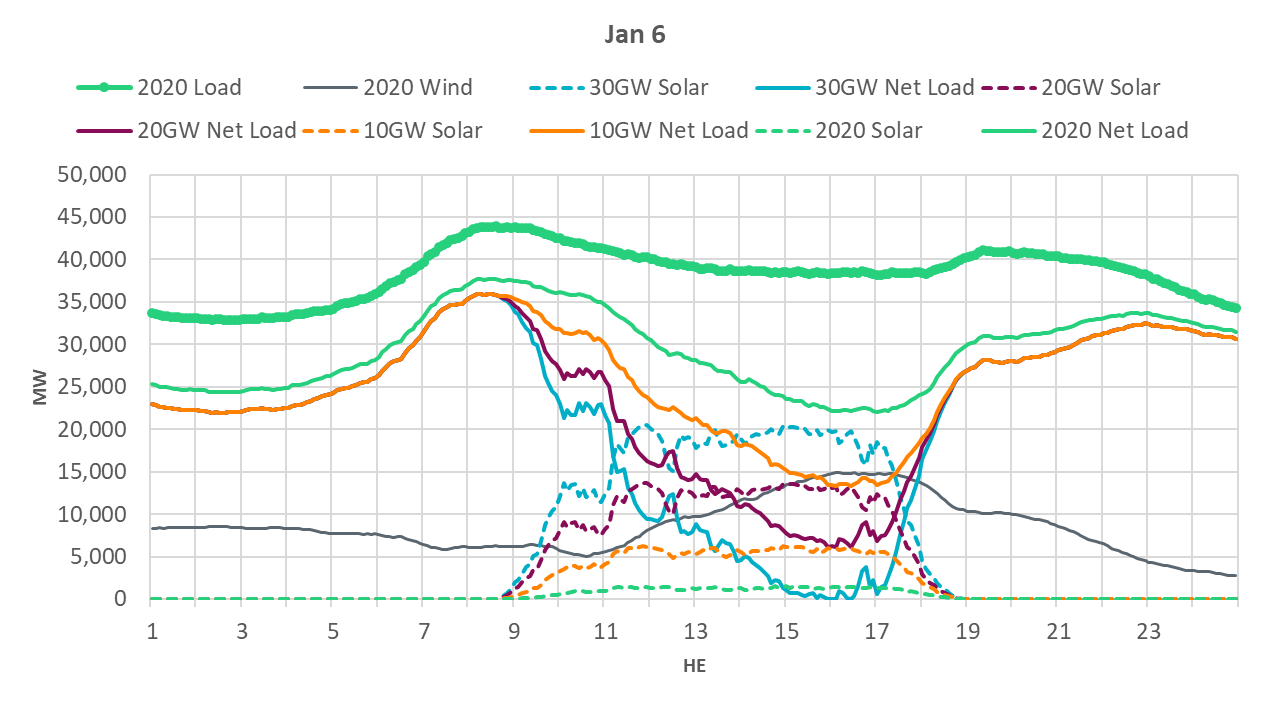 Jan 6
2020 Load 2020 Wind 30GW Solar 30GW Net Load 20GW Solar
20GW Net Load 10GW Solar 10GW Net Load 2020 Solar 2020 Net Load
50,000
45,000
40,000
35,000
30,000
25,000
20,000
15,000
10,000
5,000
0
MW
1 3 5 7 9 11 13 15 17 19 21 23
HE